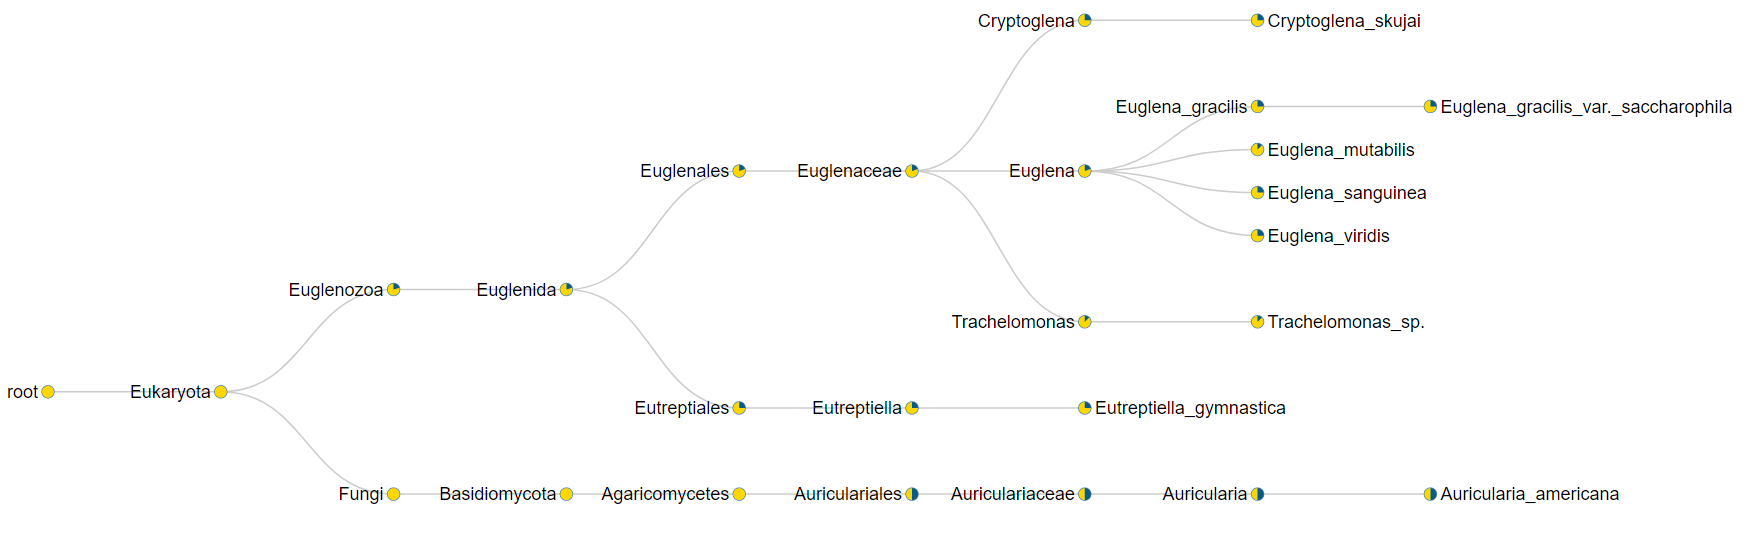 Cryptoglena Cryptoglena_skujai
Euglena_gracilis Euglena_gracilis_var._saccharophila
Euglena_mutabilis
Euglenales Euglenaceae Euglena
Euglena_sanguinea
Euglena_viridis
Euglenozoa Euglenida
Trachelomonas Trachelomonas_sp.
root Eukaryota
Eutreptiales Eutreptiella Eutreptiella_gymnastica
Fungi Basidiomycota Agaricomycetes Auriculariales Auriculariaceae Auricularia Auricularia_americana